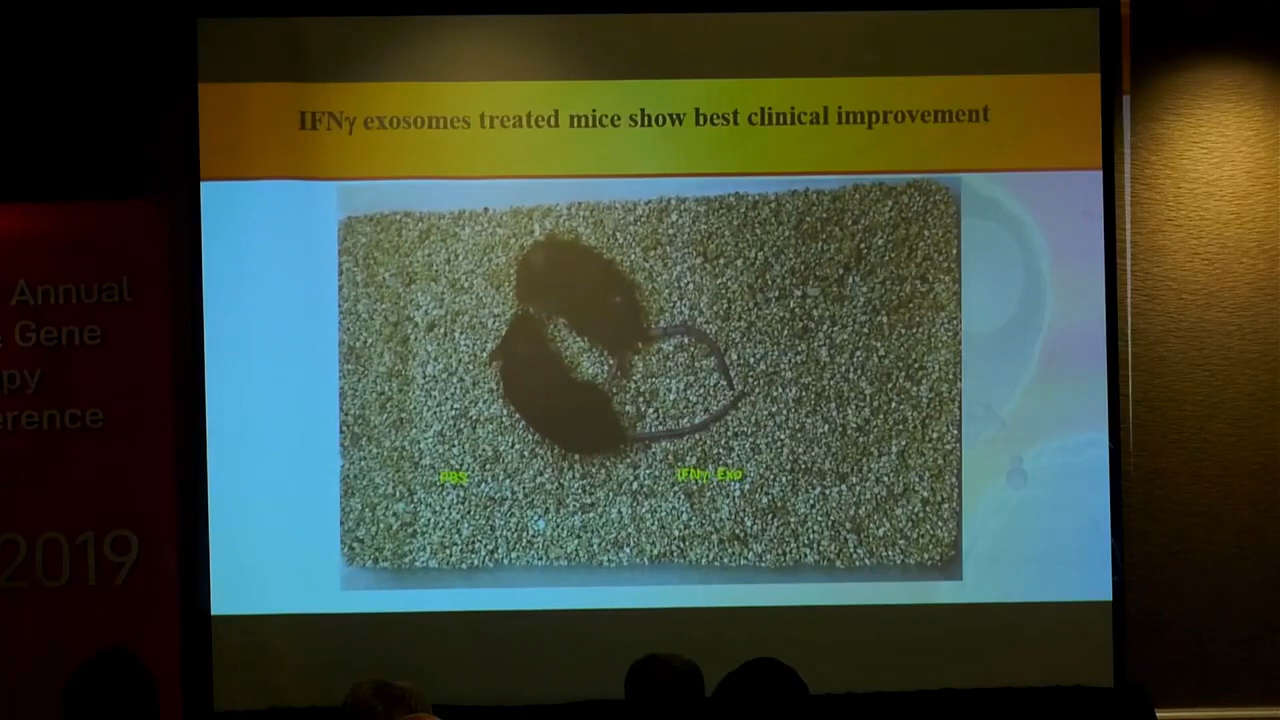 IFNγ exosomes treated mice show best clinical improvement
PBS
IFNγ Exo
Annual
& Gene
py
erence
2019